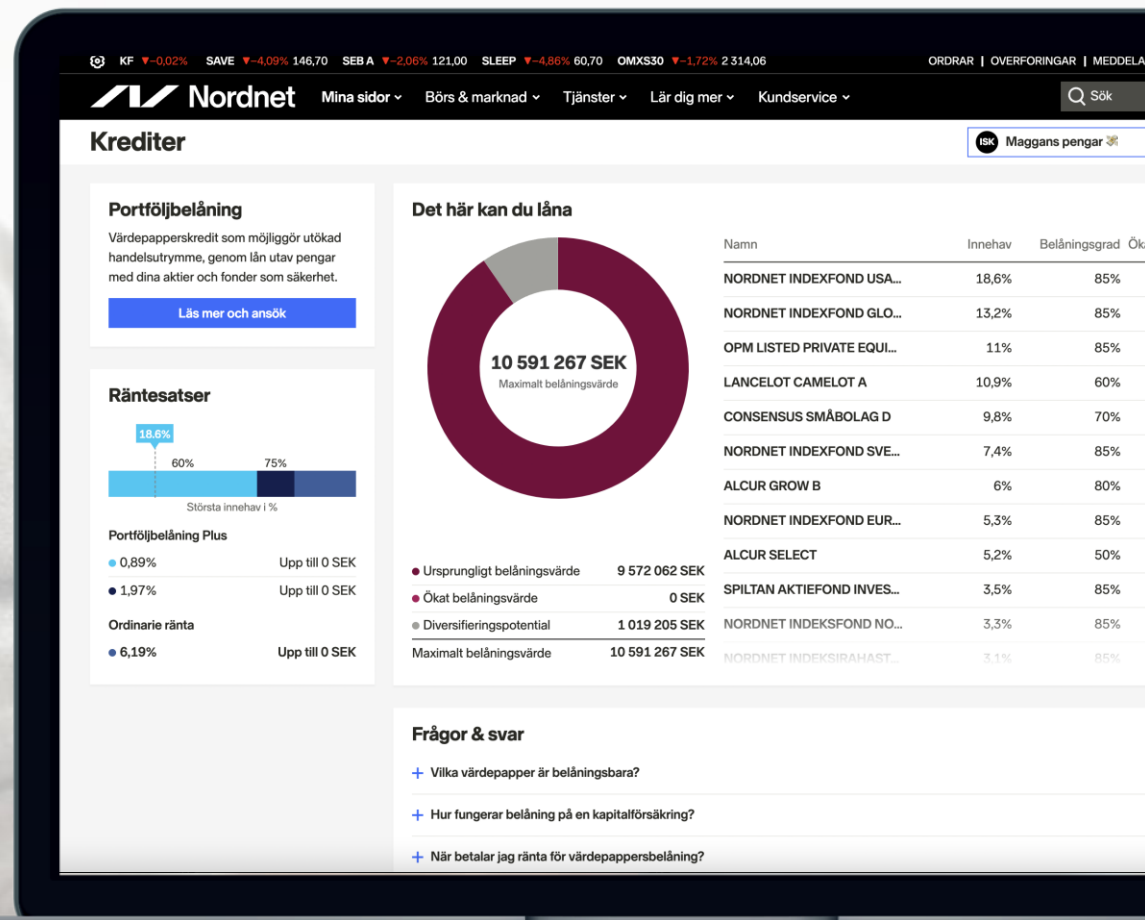 KF ▼−0,02% SAVE ▼−4,09% 146,70 SEB A ▼−2,06% 121,00 SLEEP ▼−4,86% 60,70 OMXS30 ▼−1,72% 2 314,06 ORDRAR | OVERFORINGAR | MEDDELA
Nordnet Mina sidor Börs & marknad Tjänster Lär dig mer Kundservice Sök
Krediter
ISK Maggans pengar 💸
Portföljbelåning
Värdepapperskredit som möjliggör utökad
handelsutrymme, genom lån utav pengar
med dina aktier och fonder som säkerhet.
Läs mer och ansök
Räntesatser
18.6%
60% 75%
Största innehav i %
Portföljbelåning Plus
0,89% Upp till 0 SEK
1,97% Upp till 0 SEK
Ordinarie ränta
6,19% Upp till 0 SEK
Det här kan du låna
10 591 267 SEK
Maximalt belåningsvärde
Ursprungligt belåningsvärde 9 572 062 SEK
Ökat belåningsvärde 0 SEK
Diversifieringspotential 1 019 205 SEK
Maximalt belåningsvärde 10 591 267 SEK
Namn Innehav Belåningsgrad Öka
NORDNET INDEXFOND USA... 18,6% 85%
NORDNET INDEXFOND GLO... 13,2% 85%
OPM LISTED PRIVATE EQUI... 11% 85%
LANCELOT CAMELOT A 10,9% 60%
CONSENSUS SMÅBOLAG D 9,8% 70%
NORDNET INDEXFOND SVE... 7,4% 85%
ALCUR GROW B 6% 80%
NORDNET INDEXFOND EUR... 5,3% 85%
ALCUR SELECT 5,2% 50%
SPILTAN AKTIEFOND INVES... 3,5% 85%
NORDNET INDEKSFOND NO... 3,3% 85%
NORDNET INDEKSIRAHAST... 3,1% 85%
Frågor & svar
+ Vilka värdepapper är belåningsbara?
+ Hur fungerar belåning på en kapitalförsäkring?
+ När betalar jag ränta för värdepappersbelåning?